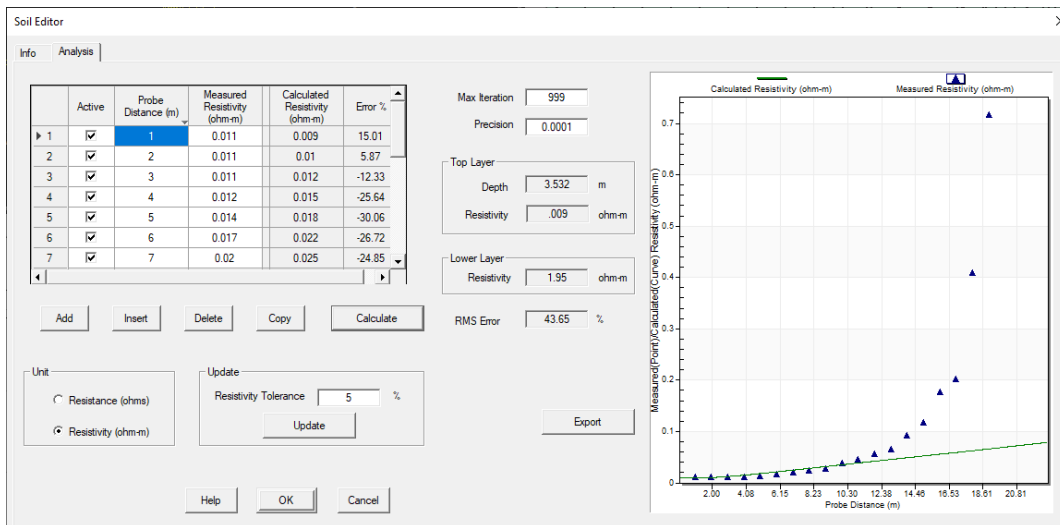 Soil Editor
Info Analysis
Active Probe Distance (m) Measured Resistivity (ohm-m) Calculated Resistivity (ohm-m) Error %
1 1 0.011 0.009 15.01
2 2 0.011 0.01 5.87
3 3 0.011 0.012 -12.33
4 4 0.012 0.015 -25.64
5 5 0.014 0.018 -30.06
6 6 0.017 0.022 -26.72
7 7 0.02 0.025 -24.85
Add Insert Delete Copy Calculate
Unit
Resistance (ohms)
Resistivity (ohm-m)
Update
Resistivity Tolerance 5 %
Update
Help OK Cancel
Max Iteration 999
Precision 0.0001
Top Layer
Depth 3.532 m
Resistivity .009 ohm-m
Lower Layer
Resistivity 1.95 ohm-m
RMS Error 43.65 %
Export
Calculated Resistivity (ohm-m) Measured Resistivity (ohm-m)
Measured(Point)/Calculated(Curve) Resistivity (ohm-m)
0.7
0.6
0.5
0.4
0.3
0.2
0.1
0
2.00 4.08 6.15 8.23 10.30 12.38 14.46 16.53 18.61 20.81
Probe Distance (m)